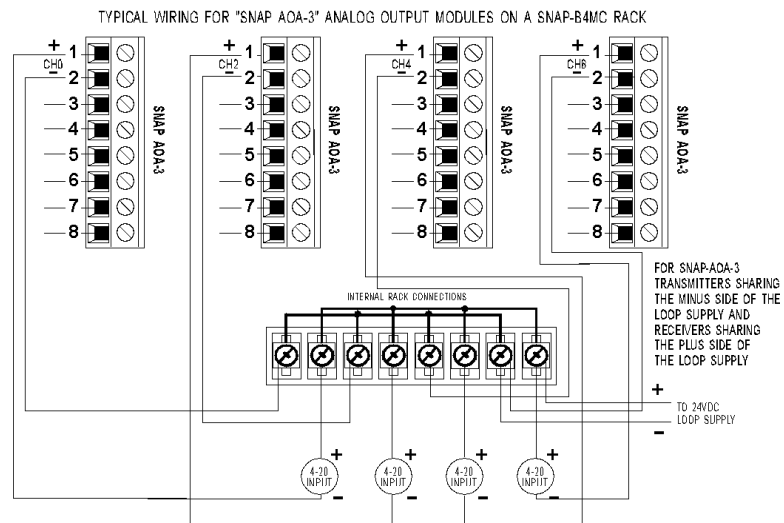 TYPICAL WIRING FOR "SNAP AOA-3" ANALOG OUTPUT MODULES ON A SNAP-B4MC RACK
+ 1
CH0
- 2
3
4
5
6
7
8
SNAP AOA-3
+ 1
CH2
- 2
3
4
5
6
7
8
SNAP AOA-3
+ 1
CH4
- 2
3
4
5
6
7
8
SNAP AOA-3
+ 1
CH6
- 2
3
4
5
6
7
8
SNAP AOA-3
FOR SNAP-AOA-3
TRANSMITTERS SHARING
THE MINUS SIDE OF THE
LOOP SUPPLY AND
RECEIVERS SHARING
THE PLUS SIDE OF
THE LOOP SUPPLY
INTERNAL RACK CONNECTIONS
+
TO 24VDC
LOOP SUPPLY
-
+
4-20
INPUT
-
+
4-20
INPUT
-
+
4-20
INPUT
-
+
4-20
INPUT
-